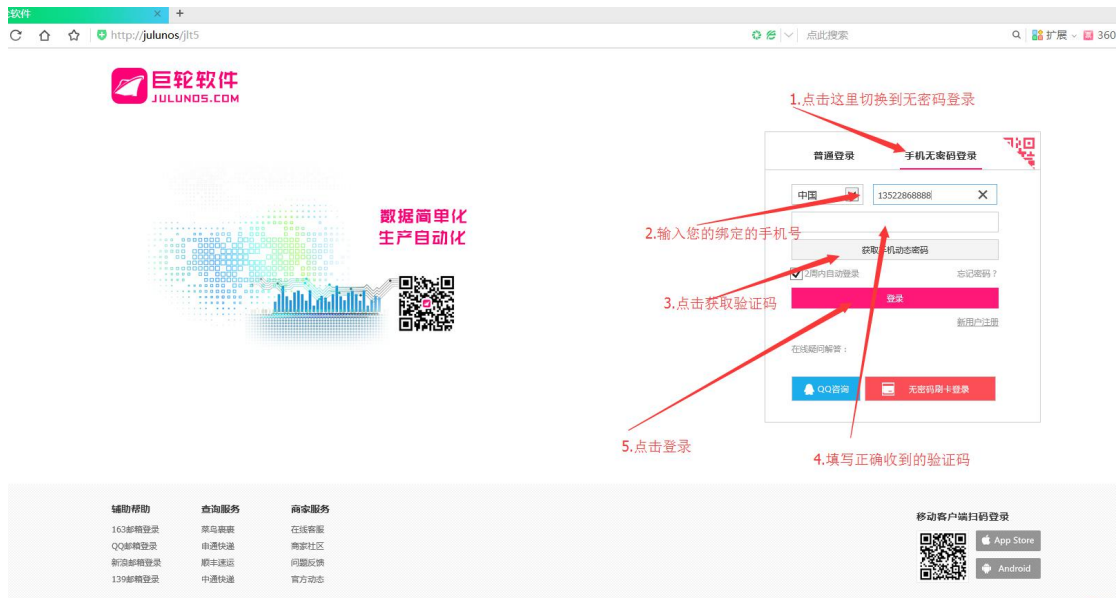 论软件
http://julunos/jlt5
点此搜索
扩展
360
巨轮软件
JULUNOS.COM
1.点击这里切换到无密码登录
普通登录
手机无密码登录
中国
13522868888
数据简单化
生产自动化
2.输入您的绑定的手机号
获取手机动态密码
2周内自动登录
忘记密码？
3.点击获取验证码
登录
新用户注册
在线疑问解答：
QQ咨询
无密码刷卡登录
5.点击登录
4.填写正确收到的验证码
辅助帮助
查询服务
商家服务
163邮箱登录
菜鸟裹裹
在线客服
QQ邮箱登录
申通快递
商家社区
新浪邮箱登录
顺丰速运
问题反馈
139邮箱登录
中通快递
官方动态
移动客户端扫码登录
App Store
Android